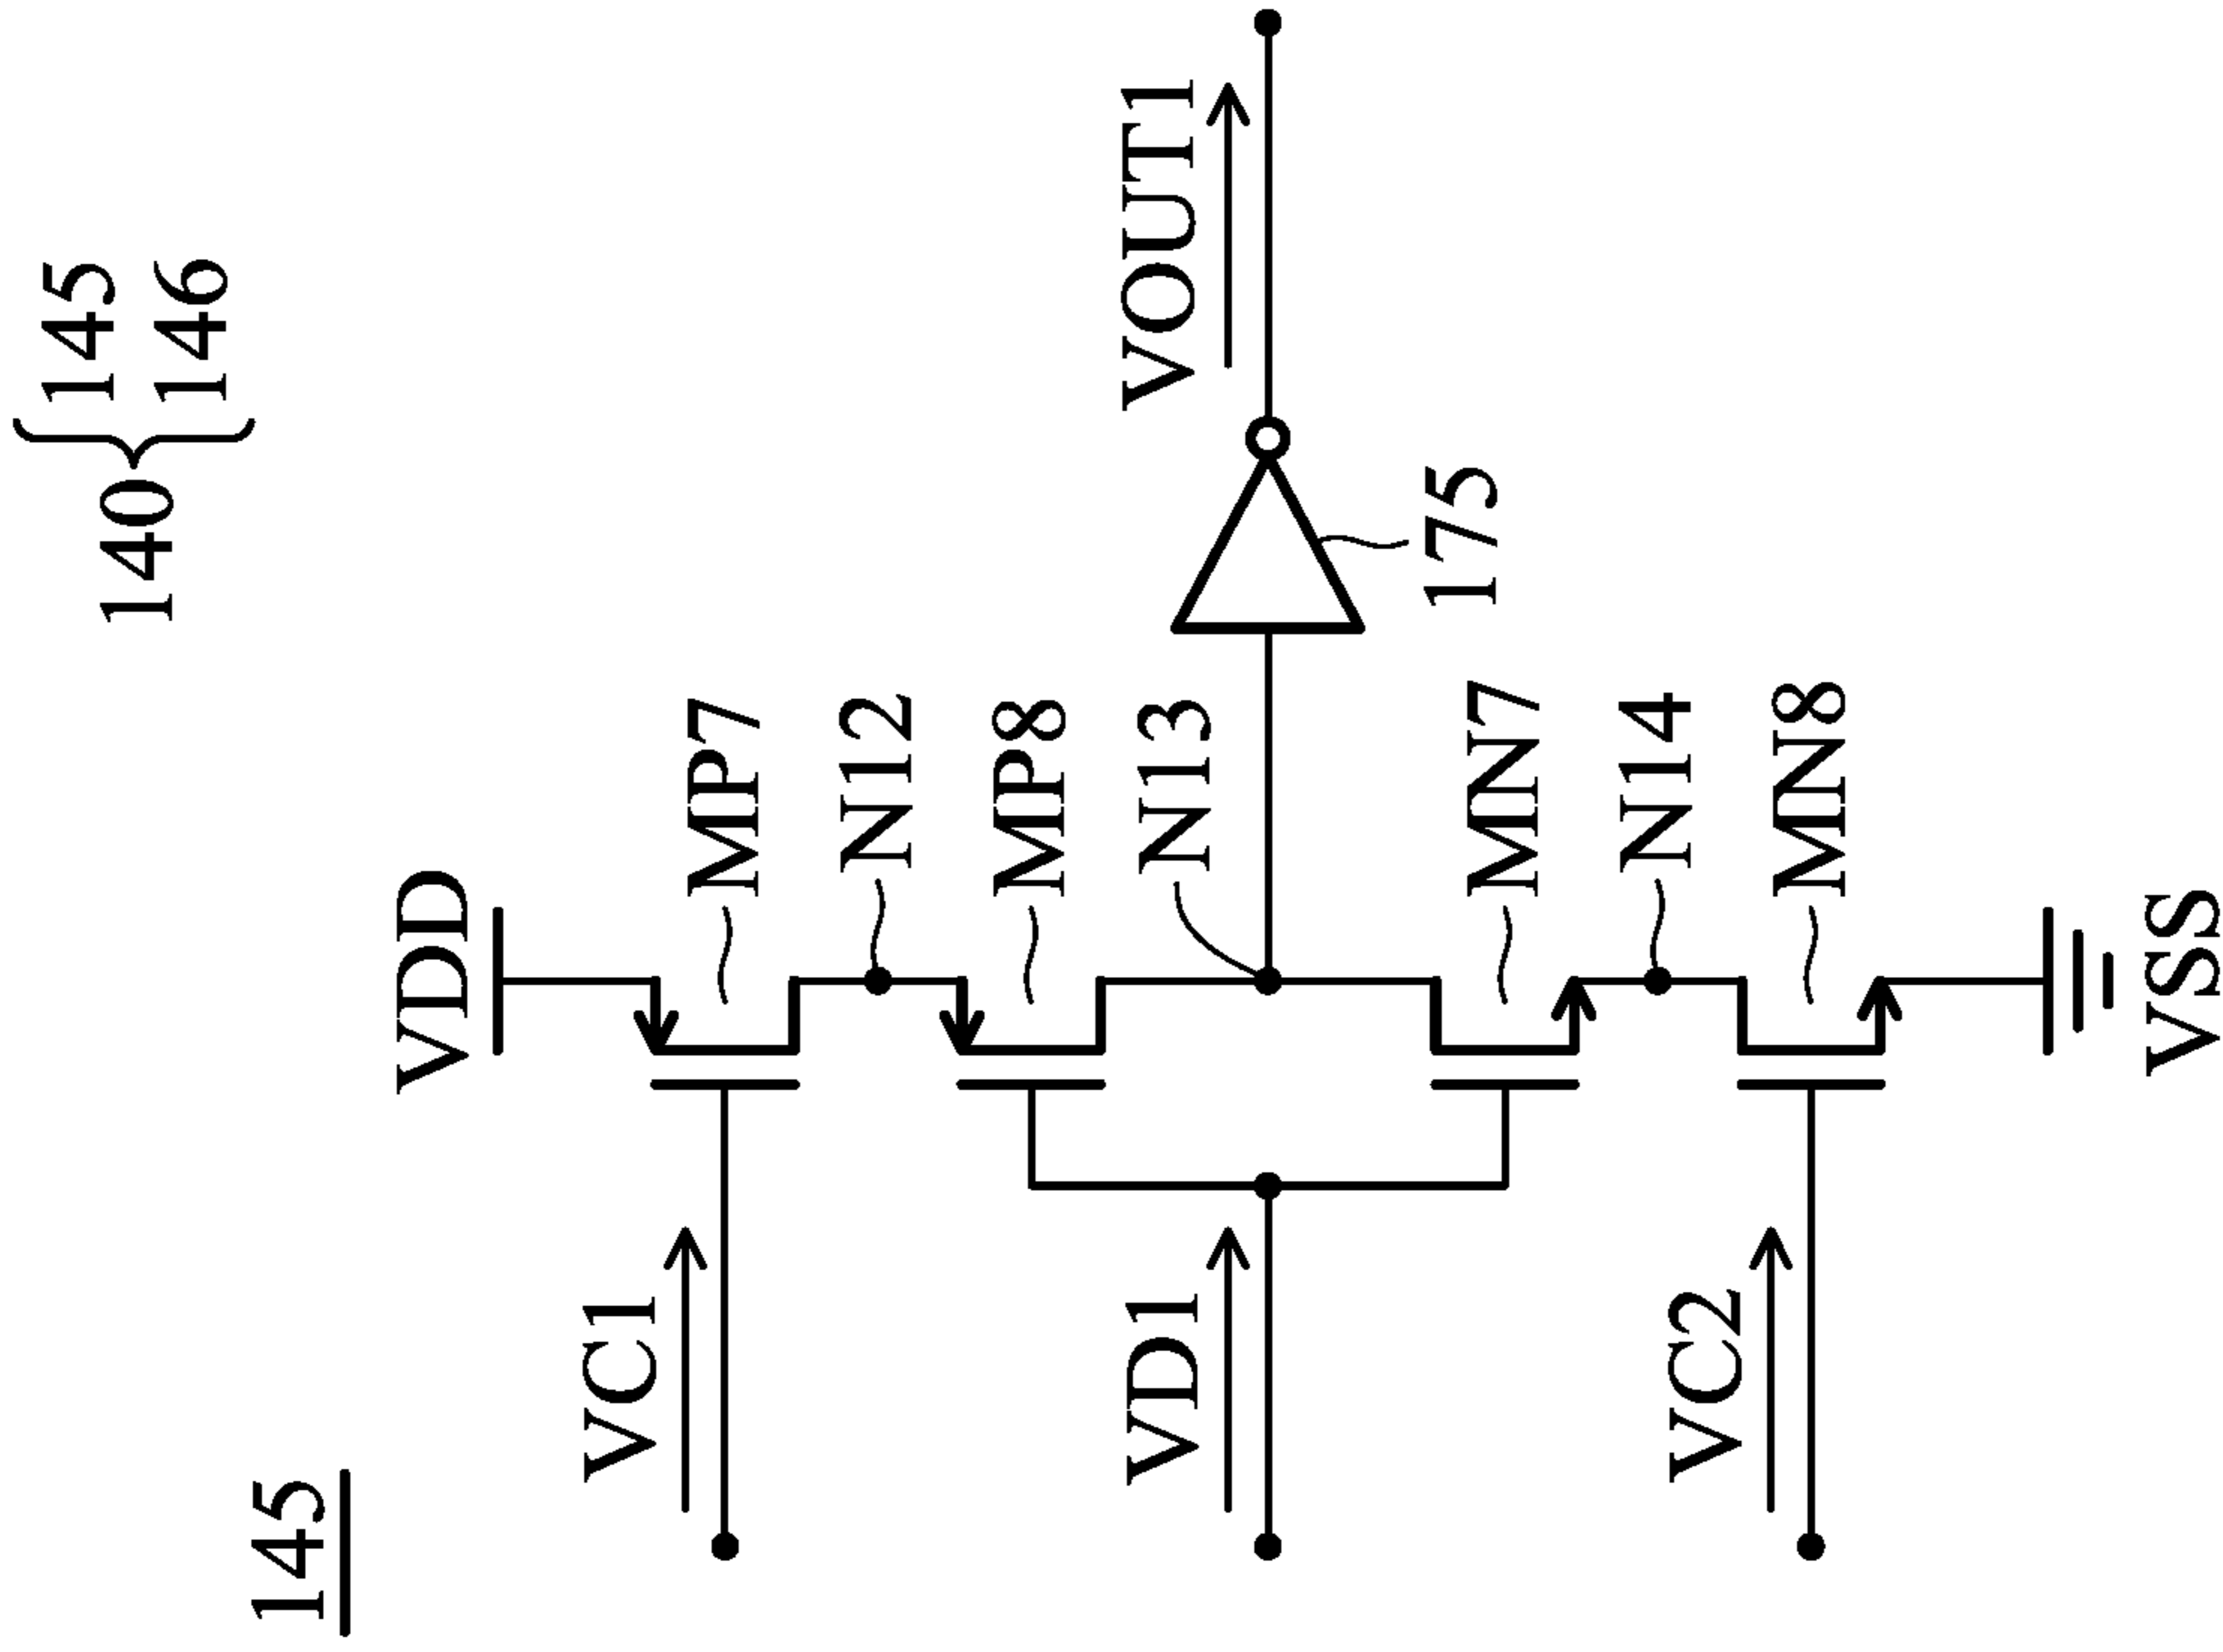 145
140 { 145
146
VDD
VC1
MP7
N12
MP8
VD1
N13
VOUT1
175
MN7
N14
VC2
MN8
VSS